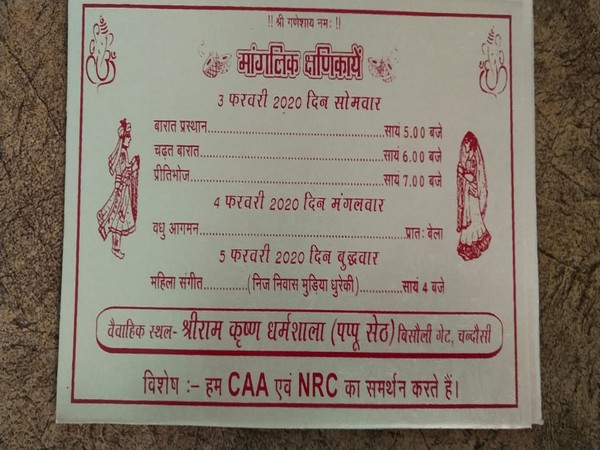 !! श्री गणेशाय नमः !!
मांगलिक क्षणिकायें
3 फरवरी 2020 दिन सोमवार
बारात प्रस्थान..........सायं 5.00 बजे
चढ़त बारात..........सायं 6.00 बजे
प्रीतिभोज..........सायं 7.00 बजे
4 फरवरी 2020 दिन मंगलवार
वधु आगमन..........प्रातः बेला
5 फरवरी 2020 दिन बुद्धवार
महिला संगीत..........(निज निवास मुड़िया धुरेकी)..........सायं 4 बजे
वैवाहिक स्थल- श्रीराम कृष्ण धर्मशाला (पप्पू सेठ) बिसौली गेट, चन्दौसी
विशेष :- हम CAA एवं NRC का समर्थन करते हैं।